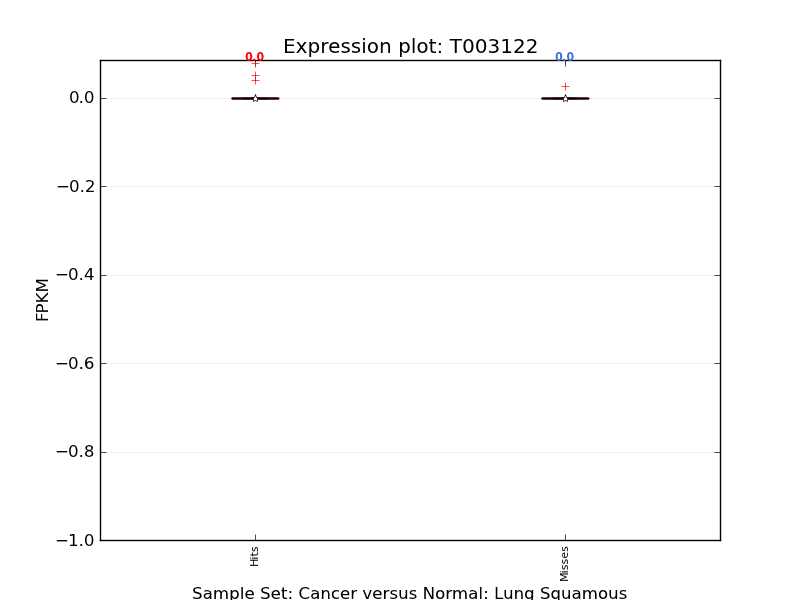 Expression plot: T003122
0.0 0.0
0.0
−0.2
−0.4
−0.6
−0.8
−1.0
FPKM
Hits
Misses
Sample Set: Cancer versus Normal: Lung Squamous